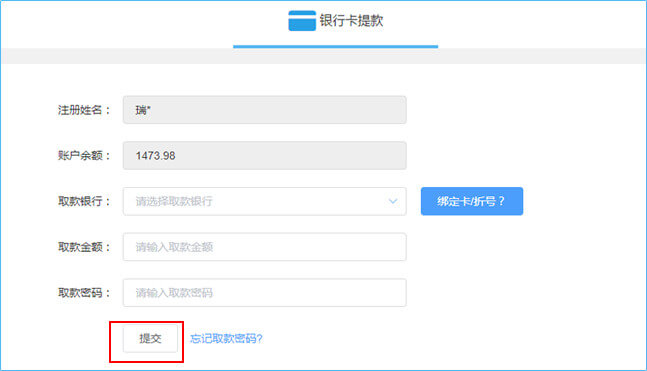 银行卡提款
注册姓名： 瑞*
账户余额： 1473.98
取款银行： 请选择取款银行 绑定卡/折号？
取款金额： 请输入取款金额
取款密码： 请输入取款密码
提交 忘记取款密码?